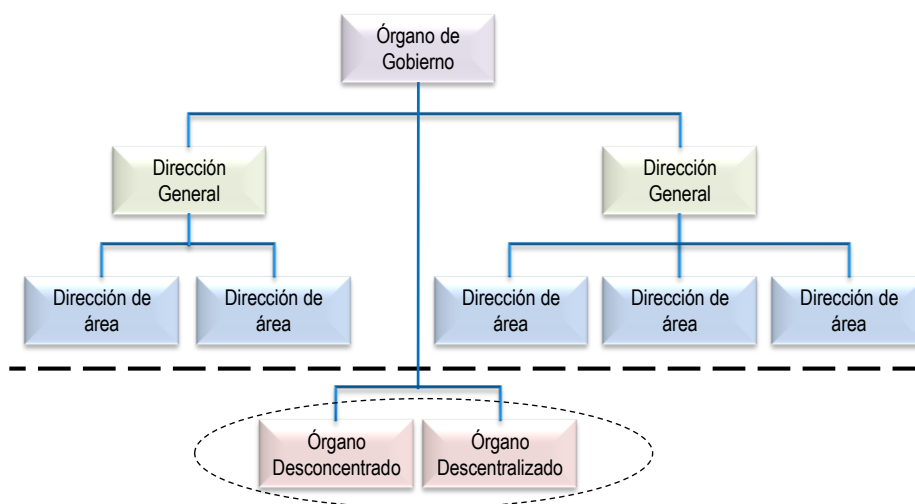 Órgano de
Gobierno
Dirección
General
Dirección
General
Dirección de
área
Dirección de
área
Dirección de
área
Dirección de
área
Dirección de
área
Órgano
Desconcentrado
Órgano
Descentralizado